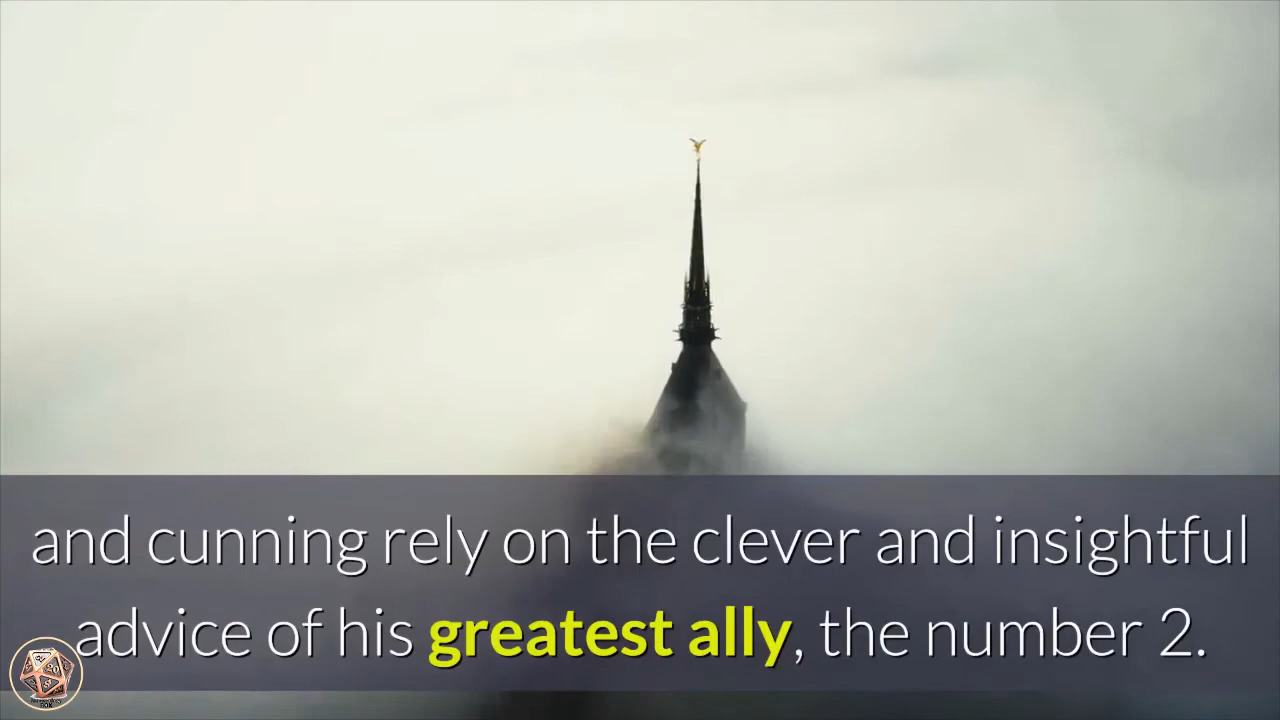 and cunning rely on the clever and insightful
advice of his greatest ally, the number 2.